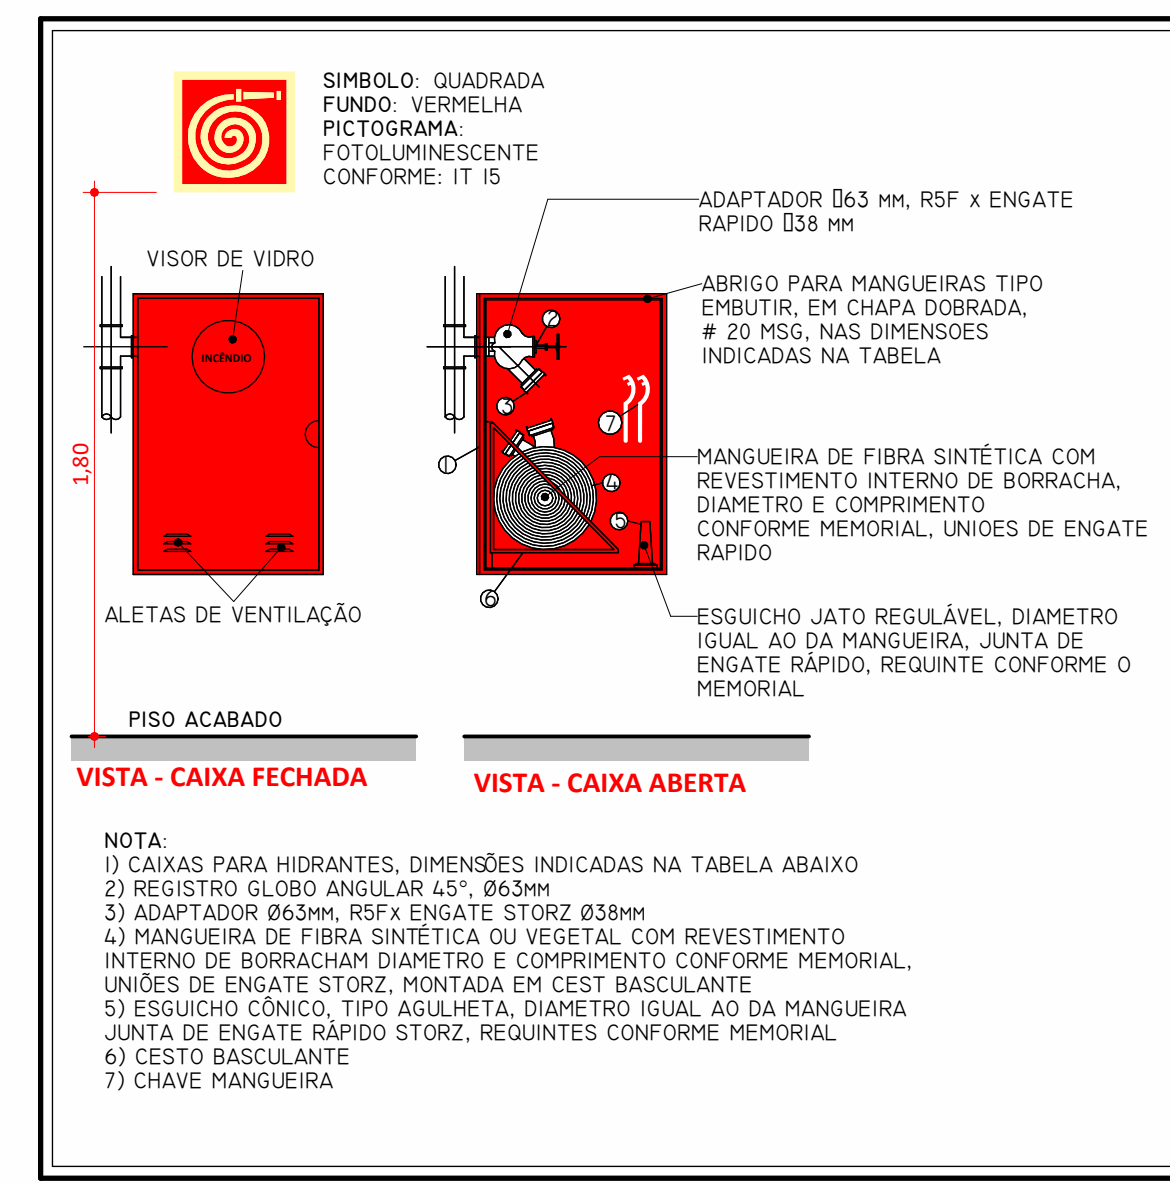 SIMBOLO: QUADRADA
FUNDO: VERMELHA
PICTOGRAMA:
FOTOLUMINESCENTE
CONFORME: IT 15
ADAPTADOR ▯63 MM, R5F X ENGATE
RAPIDO ▯38 MM
VISOR DE VIDRO
ABRIGO PARA MANGUEIRAS TIPO
EMBUTIR, EM CHAPA DOBRADA,
# 20 MSG, NAS DIMENSOES
INDICADAS NA TABELA
INCÊNDIO
2
3
7
1
4
5
6
1,80
MANGUEIRA DE FIBRA SINTÉTICA COM
REVESTIMENTO INTERNO DE BORRACHA,
DIAMETRO E COMPRIMENTO
CONFORME MEMORIAL, UNIOES DE ENGATE
RAPIDO
ALETAS DE VENTILAÇÃO
ESGUICHO JATO REGULÁVEL, DIAMETRO
IGUAL AO DA MANGUEIRA, JUNTA DE
ENGATE RÁPIDO, REQUINTE CONFORME O
MEMORIAL
PISO ACABADO
VISTA - CAIXA FECHADA
VISTA - CAIXA ABERTA
NOTA:
1) CAIXAS PARA HIDRANTES, DIMENSÕES INDICADAS NA TABELA ABAIXO
2) REGISTRO GLOBO ANGULAR 45°, Ø63MM
3) ADAPTADOR Ø63MM, R5FX ENGATE STORZ Ø38MM
4) MANGUEIRA DE FIBRA SINTÉTICA OU VEGETAL COM REVESTIMENTO
INTERNO DE BORRACHAM DIAMETRO E COMPRIMENTO CONFORME MEMORIAL,
UNIÕES DE ENGATE STORZ, MONTADA EM CEST BASCULANTE
5) ESGUICHO CÔNICO, TIPO AGULHETA, DIAMETRO IGUAL AO DA MANGUEIRA
JUNTA DE ENGATE RÁPIDO STORZ, REQUINTES CONFORME MEMORIAL
6) CESTO BASCULANTE
7) CHAVE MANGUEIRA